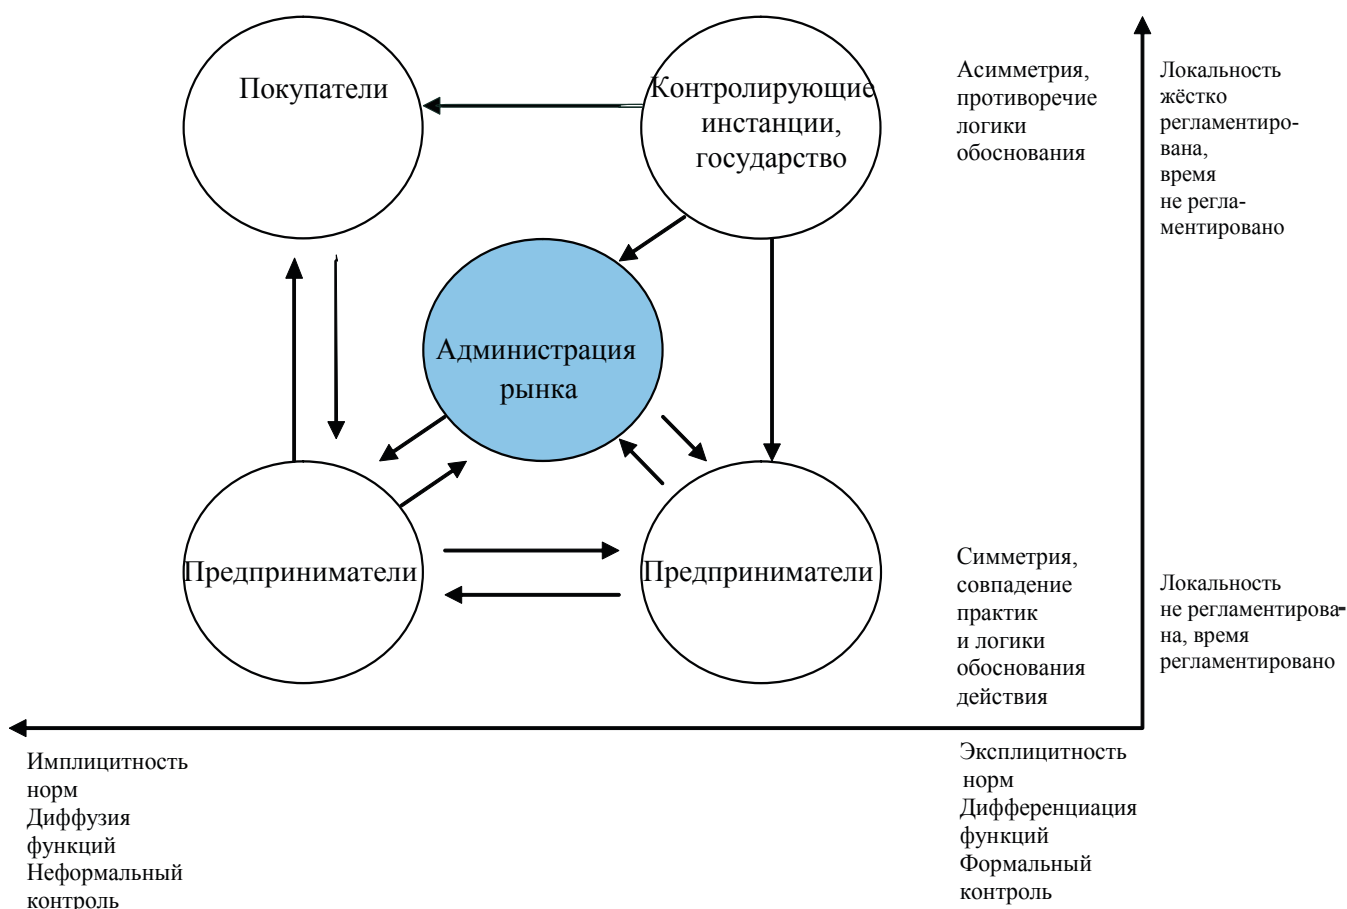 Покупатели
Контролирующие
инстанции,
государство
Асимметрия,
противоречие
логики
обоснования
Локальность
жёстко
регламентиро-
вана,
время
не регла-
ментировано
Администрация
рынка
Предприниматели
Предприниматели
Симметрия,
совпадение
практик
и логики
обоснования
действия
Локальность
не регламентирова-
на, время
регламентировано
Имплицитность
норм
Диффузия
функций
Неформальный
контроль
Эксплицитность
норм
Дифференциация
функций
Формальный
контроль